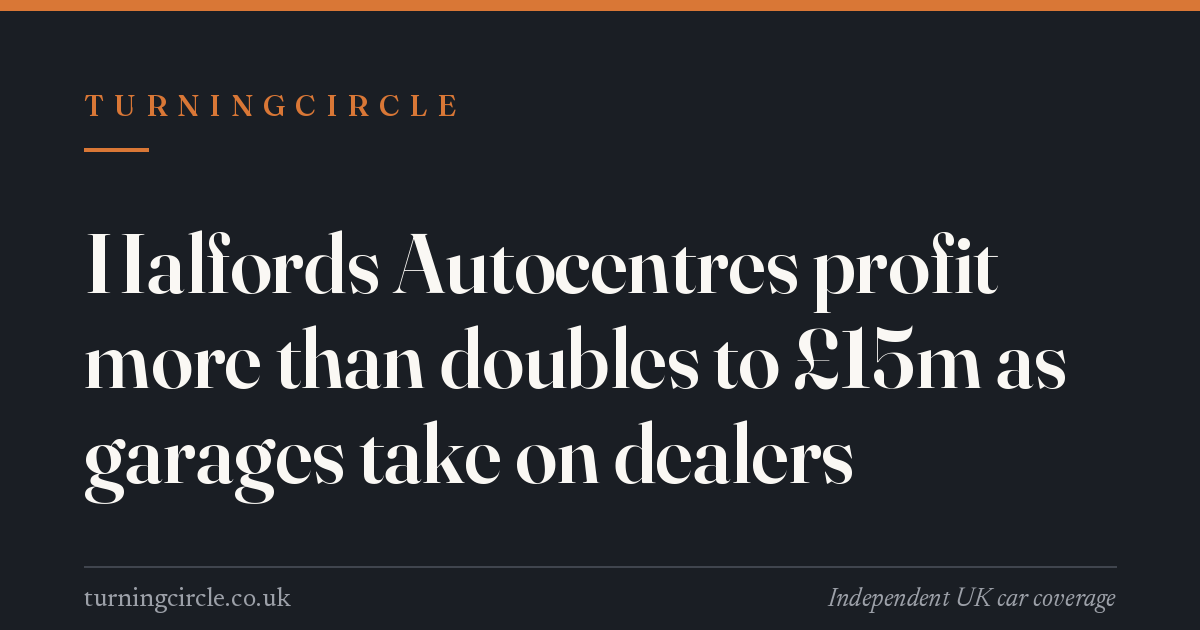 TURNINGCIRCLE
Halfords Autocentres profit
more than doubles to £15m as
garages take on dealers
turningcircle.co.uk
Independent UK car coverage